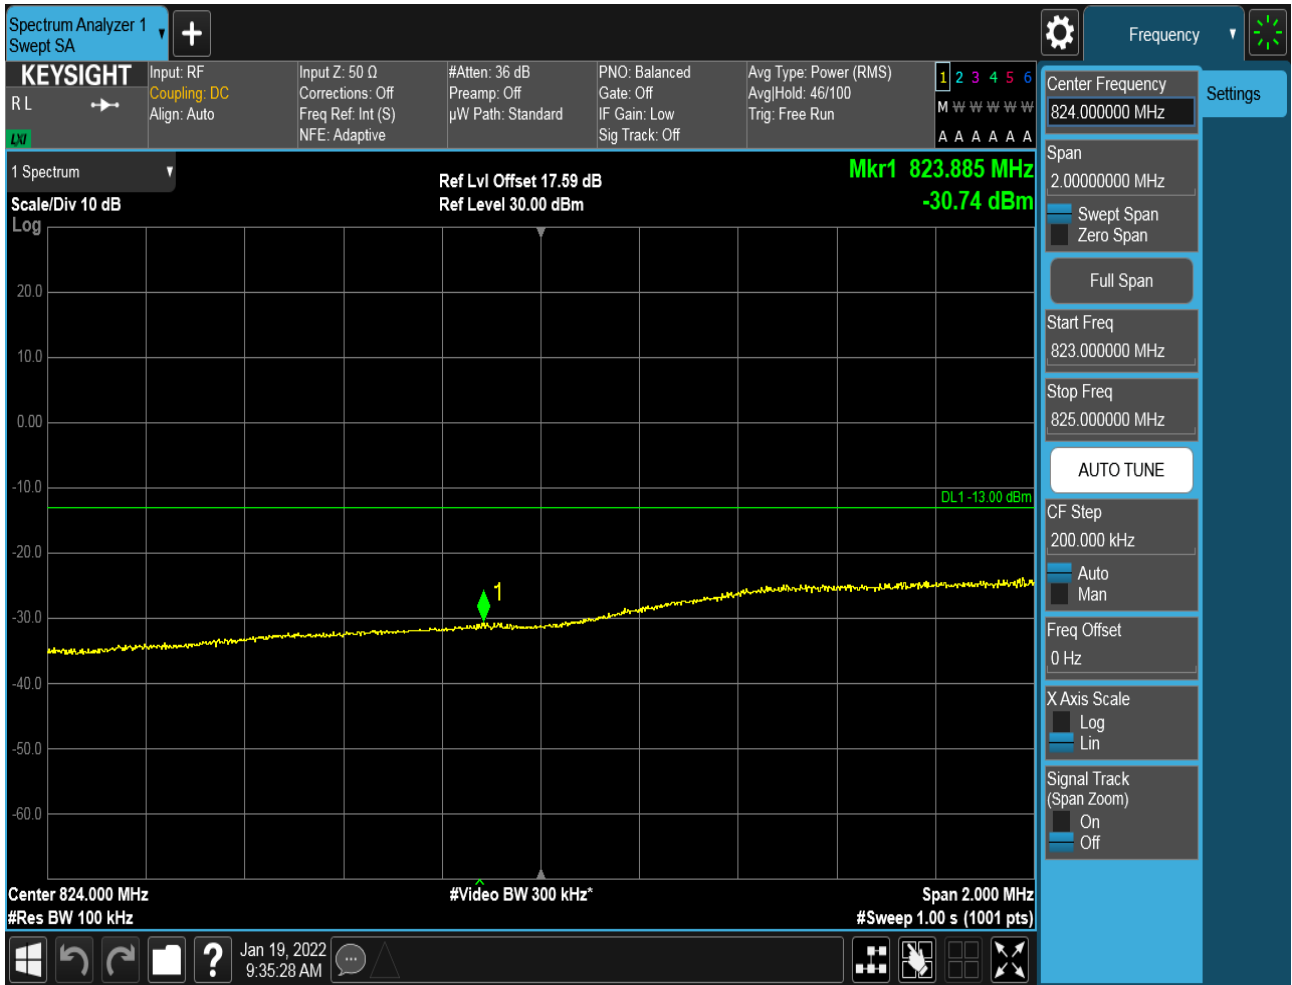 Spectrum Analyzer 1
Swept SA
Frequency
KEYSIGHT
R L
LXI
Input: RF
Coupling: DC
Align: Auto
Input Z: 50 Ω
Corrections: Off
Freq Ref: Int (S)
NFE: Adaptive
#Atten: 36 dB
Preamp: Off
µW Path: Standard
PNO: Balanced
Gate: Off
IF Gain: Low
Sig Track: Off
Avg Type: Power (RMS)
Avg|Hold: 46/100
Trig: Free Run
1 2 3 4 5 6
M W W W W W
A A A A A A
1 Spectrum
Scale/Div 10 dB
Log
Ref Lvl Offset 17.59 dB
Ref Level 30.00 dBm
Mkr1 823.885 MHz
-30.74 dBm
20.0
10.0
0.00
-10.0
DL1 -13.00 dBm
-20.0
1
-30.0
-40.0
-50.0
-60.0
Center 824.000 MHz
#Video BW 300 kHz*
Span 2.000 MHz
#Res BW 100 kHz
#Sweep 1.00 s (1001 pts)
Jan 19, 2022
9:35:28 AM
Center Frequency
824.000000 MHz
Settings
Span
2.00000000 MHz
Swept Span
Zero Span
Full Span
Start Freq
823.000000 MHz
Stop Freq
825.000000 MHz
AUTO TUNE
CF Step
200.000 kHz
Auto
Man
Freq Offset
0 Hz
X Axis Scale
Log
Lin
Signal Track
(Span Zoom)
On
Off